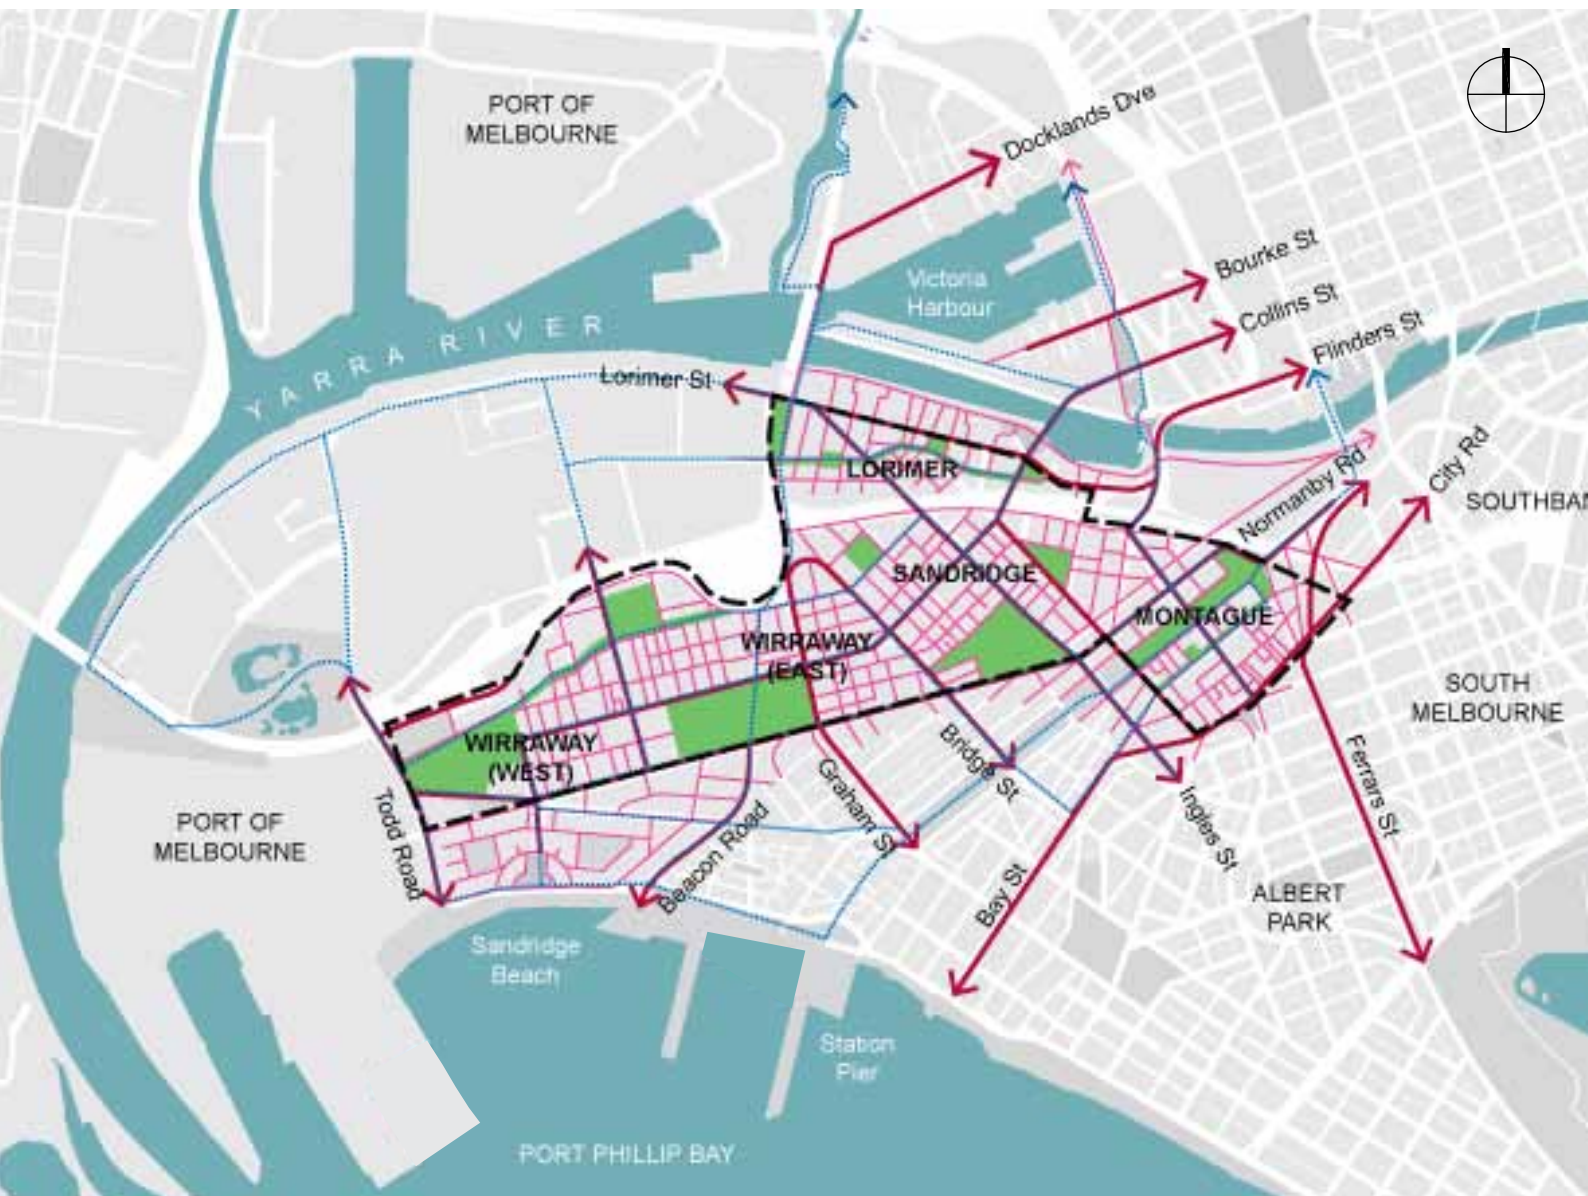 PORT OF
MELBOURNE
Docklands Dve
Bourke St
Victoria
Harbour
Collins St
Flinders St
YARRA RIVER
Lorimer St
LORIMER
City Rd
Normanby Rd
SOUTHBAN
SANDRIDGE
MONTAGUE
WIRRAWAY
(EAST)
SOUTH
MELBOURNE
WIRRAWAY
(WEST)
Bridge St
Ferrars St
Todd Road
Graham St
Ingles St
PORT OF
MELBOURNE
Beacon Road
Bay St
ALBERT
PARK
Sandridge
Beach
Station
Pier
PORT PHILLIP BAY